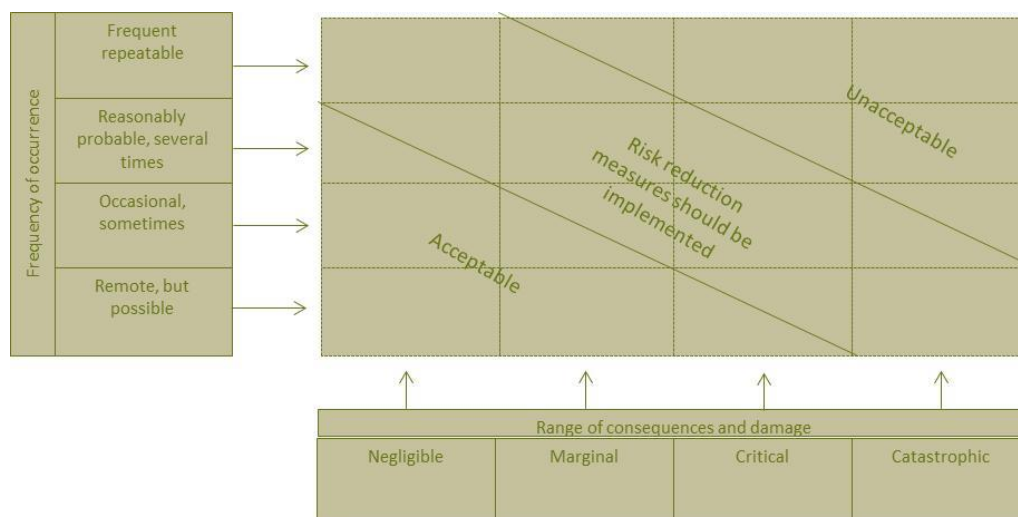 Frequency of occurrence
Frequent
repeatable
Reasonably
probable, several
times
Occasional,
sometimes
Remote, but
possible
Unacceptable
Risk reduction
measures should be
implemented
Acceptable
Range of consequences and damage
Negligible
Marginal
Critical
Catastrophic